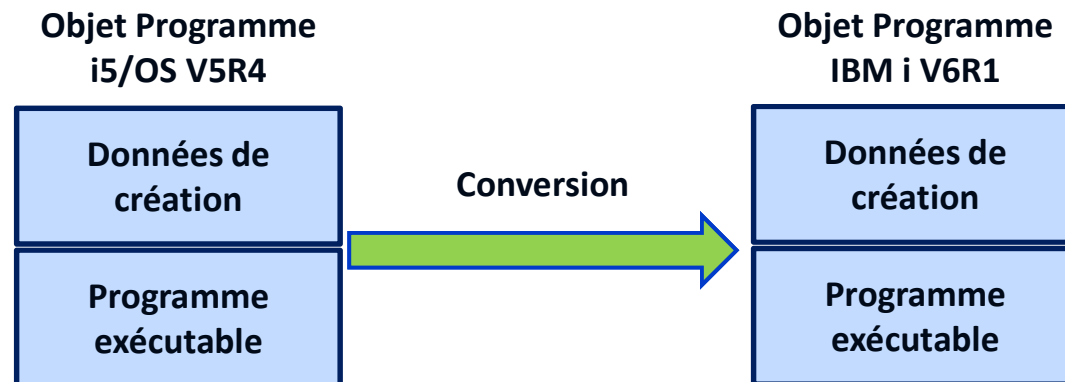 Objet Programme
i5/OS V5R4
Données de
création
Programme
exécutable
Conversion
Objet Programme
IBM i V6R1
Données de
création
Programme
exécutable